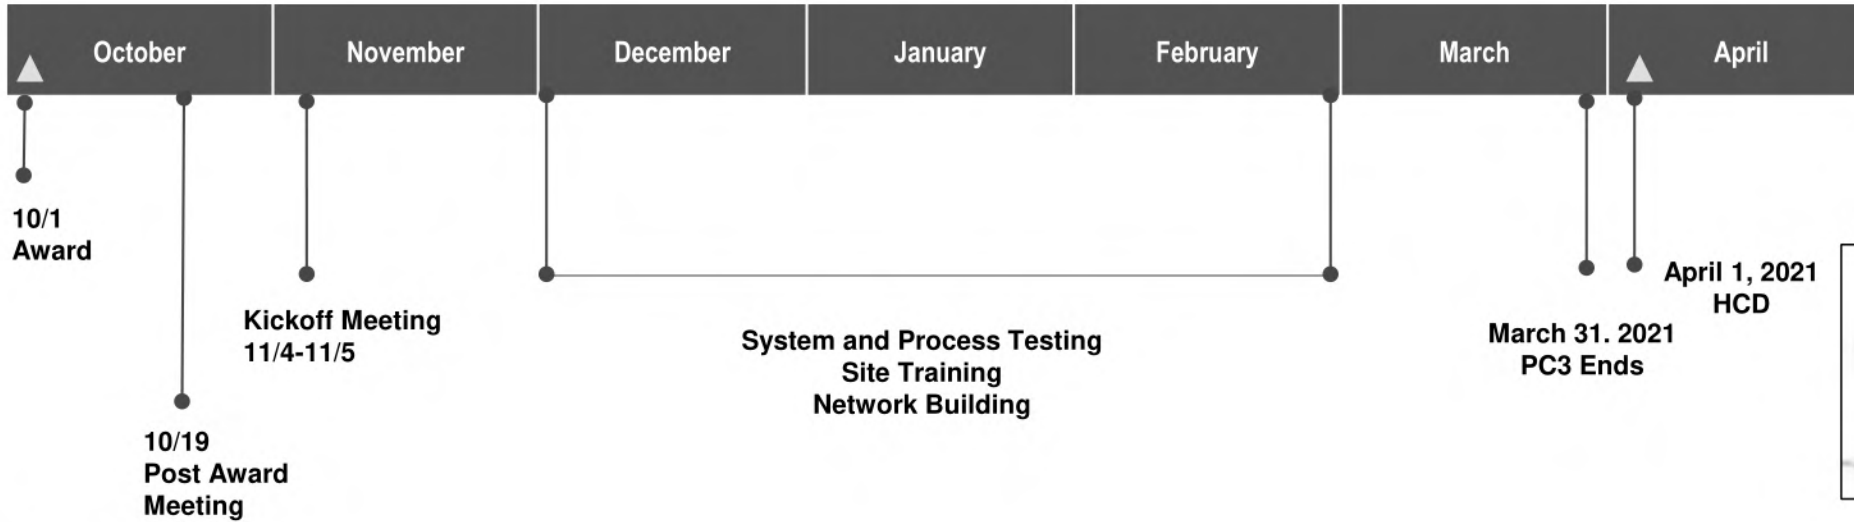 October November December January February March April
10/1
Award
10/19
Post Award
Meeting
Kickoff Meeting
11/4-11/5
System and Process Testing
Site Training
Network Building
March 31. 2021
PC3 Ends
April 1, 2021
HCD